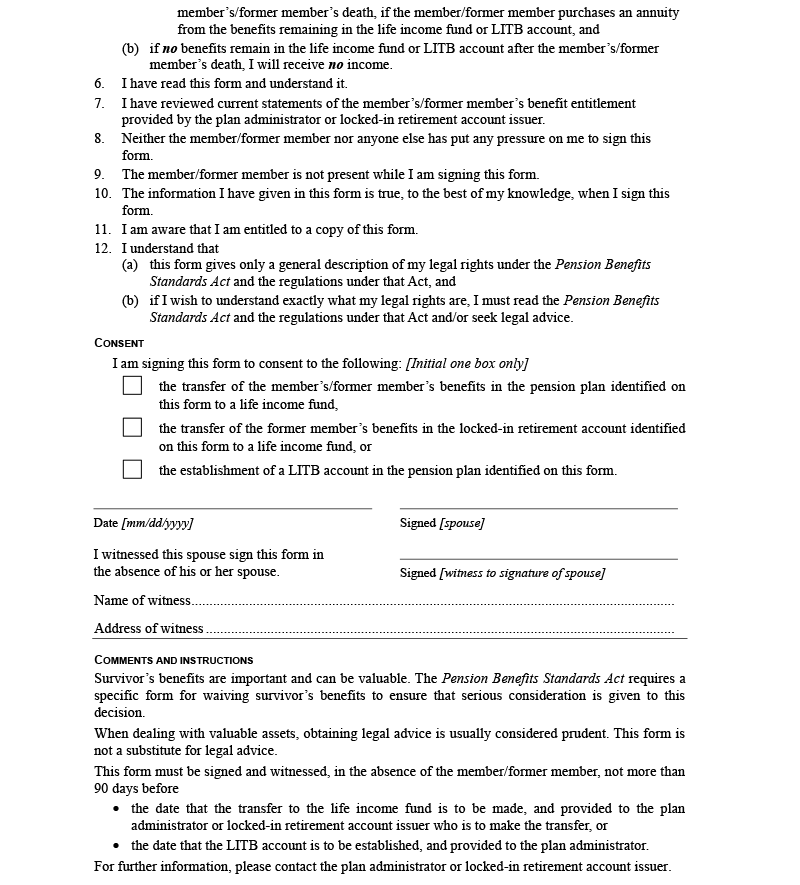 member’s/former member’s death, if the member/former member purchases an annuity
from the benefits remaining in the life income fund or LITB account, and
(b) if no benefits remain in the life income fund or LITB account after the member’s/former
member’s death, I will receive no income.
6. I have read this form and understand it.
7. I have reviewed current statements of the member’s/former member’s benefit entitlement
provided by the plan administrator or locked-in retirement account issuer.
8. Neither the member/former member nor anyone else has put any pressure on me to sign this
form.
9. The member/former member is not present while I am signing this form.
10. The information I have given in this form is true, to the best of my knowledge, when I sign this
form.
11. I am aware that I am entitled to a copy of this form.
12. I understand that
(a) this form gives only a general description of my legal rights under the Pension Benefits
Standards Act and the regulations under that Act, and
(b) if I wish to understand exactly what my legal rights are, I must read the Pension Benefits
Standards Act and the regulations under that Act and/or seek legal advice.
CONSENT
I am signing this form to consent to the following: [Initial one box only]
the transfer of the member’s/former member’s benefits in the pension plan identified on
this form to a life income fund,
the transfer of the former member’s benefits in the locked-in retirement account identified
on this form to a life income fund, or
the establishment of a LITB account in the pension plan identified on this form.
Date [mm/dd/yyyy] Signed [spouse]
I witnessed this spouse sign this form in
the absence of his or her spouse. Signed [witness to signature of spouse]
Name of witness....................................................................................
Address of witness ....................................................................................
COMMENTS AND INSTRUCTIONS
Survivor’s benefits are important and can be valuable. The Pension Benefits Standards Act requires a
specific form for waiving survivor’s benefits to ensure that serious consideration is given to this
decision.
When dealing with valuable assets, obtaining legal advice is usually considered prudent. This form is
not a substitute for legal advice.
This form must be signed and witnessed, in the absence of the member/former member, not more than
90 days before
• the date that the transfer to the life income fund is to be made, and provided to the plan
administrator or locked-in retirement account issuer who is to make the transfer, or
• the date that the LITB account is to be established, and provided to the plan administrator.
For further information, please contact the plan administrator or locked-in retirement account issuer.